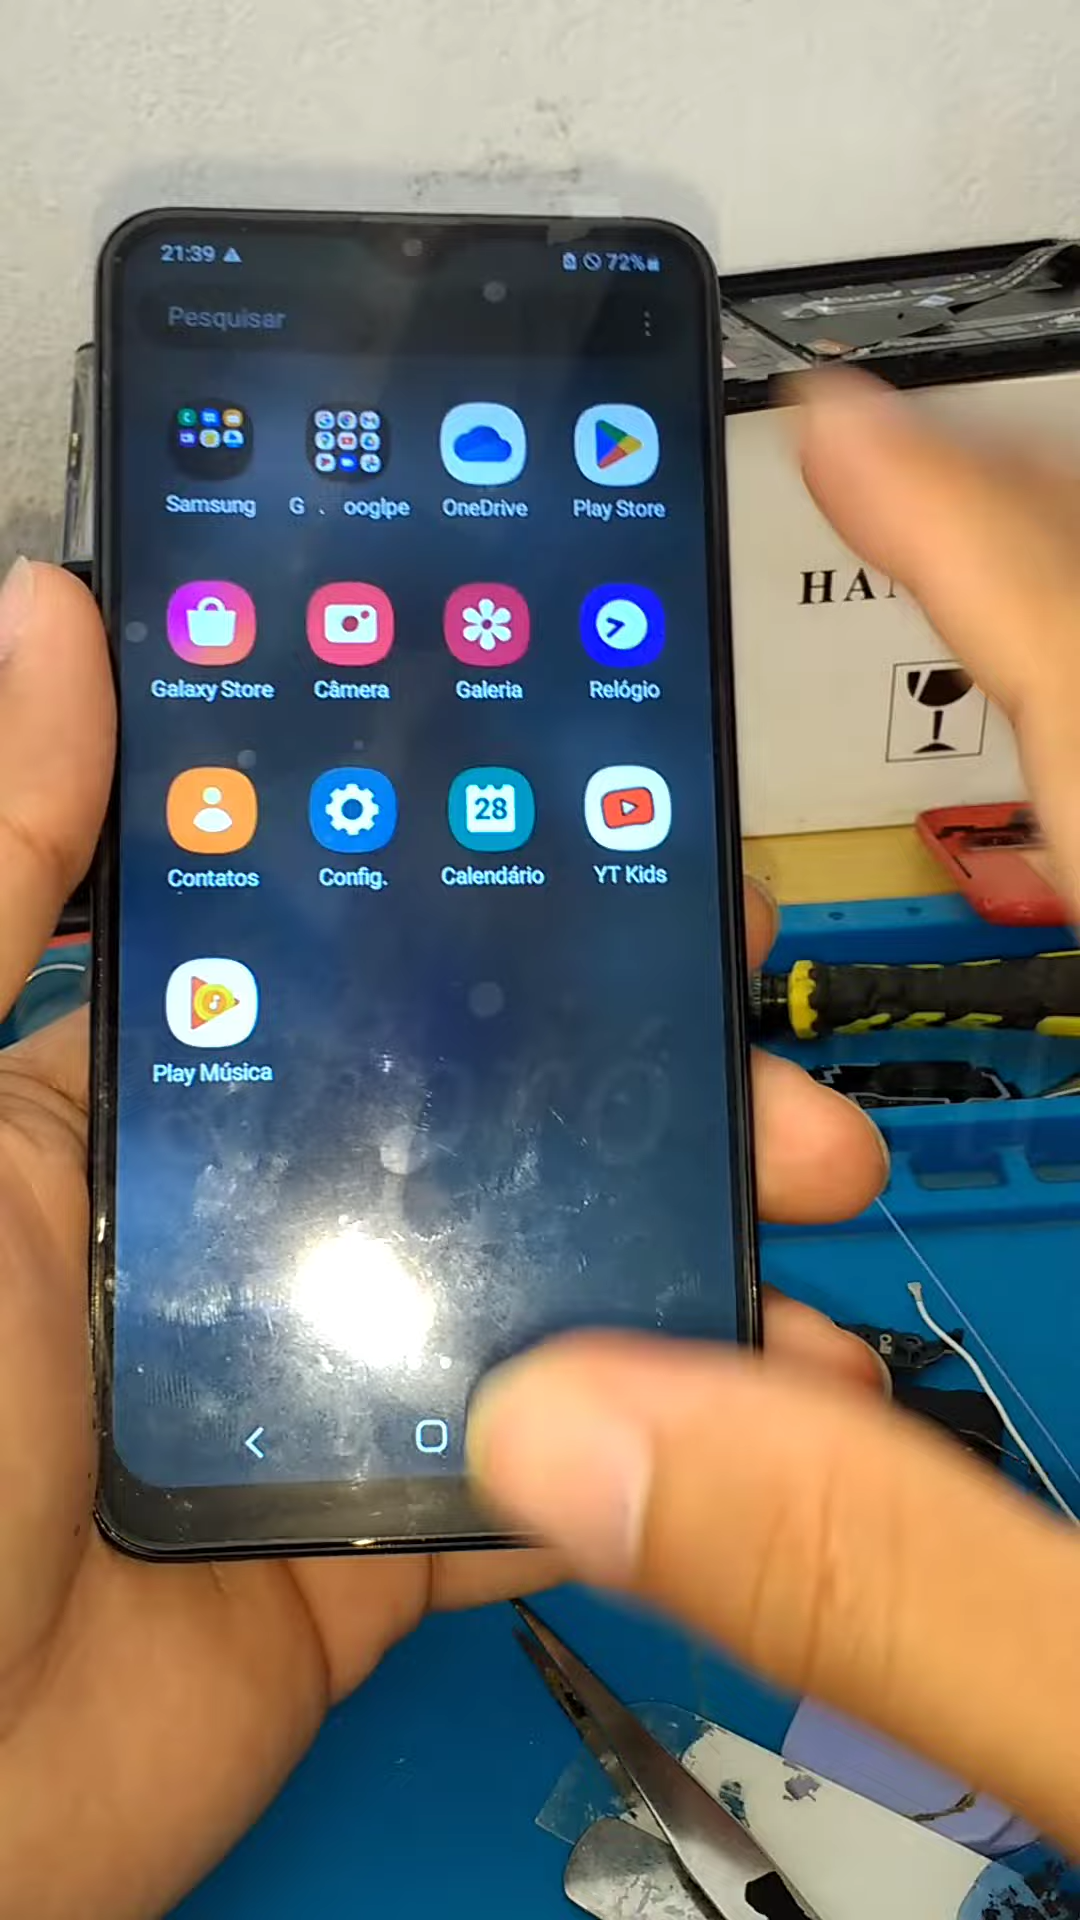 21:39
72%
Pesquisar
Samsung
G 、 ooglpe
OneDrive
Play Store
Galaxy Store
Câmera
Galeria
Relógio
Contatos
Config.
28
Calendário
YT Kids
Play Música